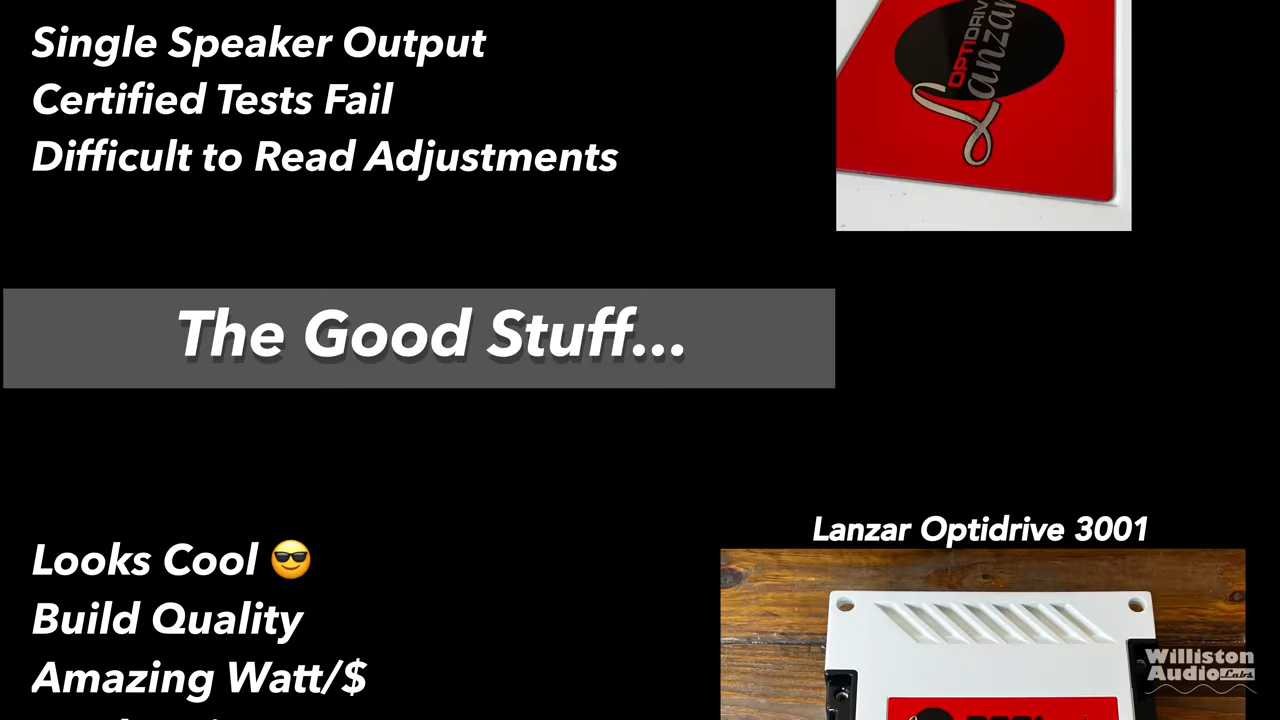 Single Speaker Output
Certified Tests Fail
Difficult to Read Adjustments
OPTIDRIV
Lanzar
The Good Stuff...
Lanzar Optidrive 3001
Looks Cool 😎
Build Quality
Amazing Watt/$
Williston
Audio Labs